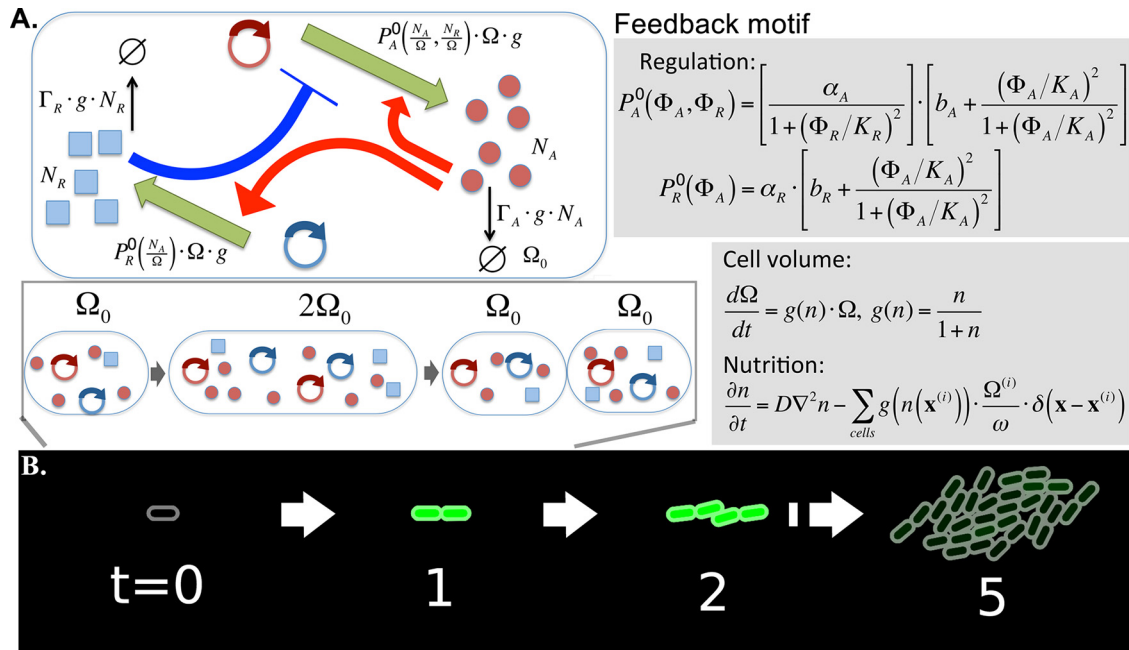 A.
P_A^0(N_A/Ω, N_R/Ω)·Ω·g
∅
Γ_R·g·N_R
N_R
N_A
Γ_A·g·N_A
P_R^0(N_A/Ω)·Ω·g
∅ Ω_0
Feedback motif
Regulation:
P_A^0(Φ_A,Φ_R) = [α_A/(1+(Φ_R/K_R)^2)]·[b_A + (Φ_A/K_A)^2/(1+(Φ_A/K_A)^2)]
P_R^0(Φ_A) = α_R·[b_R + (Φ_A/K_A)^2/(1+(Φ_A/K_A)^2)]
Cell volume:
dΩ/dt = g(n)·Ω, g(n) = n/(1+n)
Nutrition:
∂n/∂t = D∇^2n − ∑_cells g(n(x^(i)))·Ω^(i)/ω·δ(x−x^(i))
Ω_0 2Ω_0 Ω_0 Ω_0
B.
t=0 1 2 5